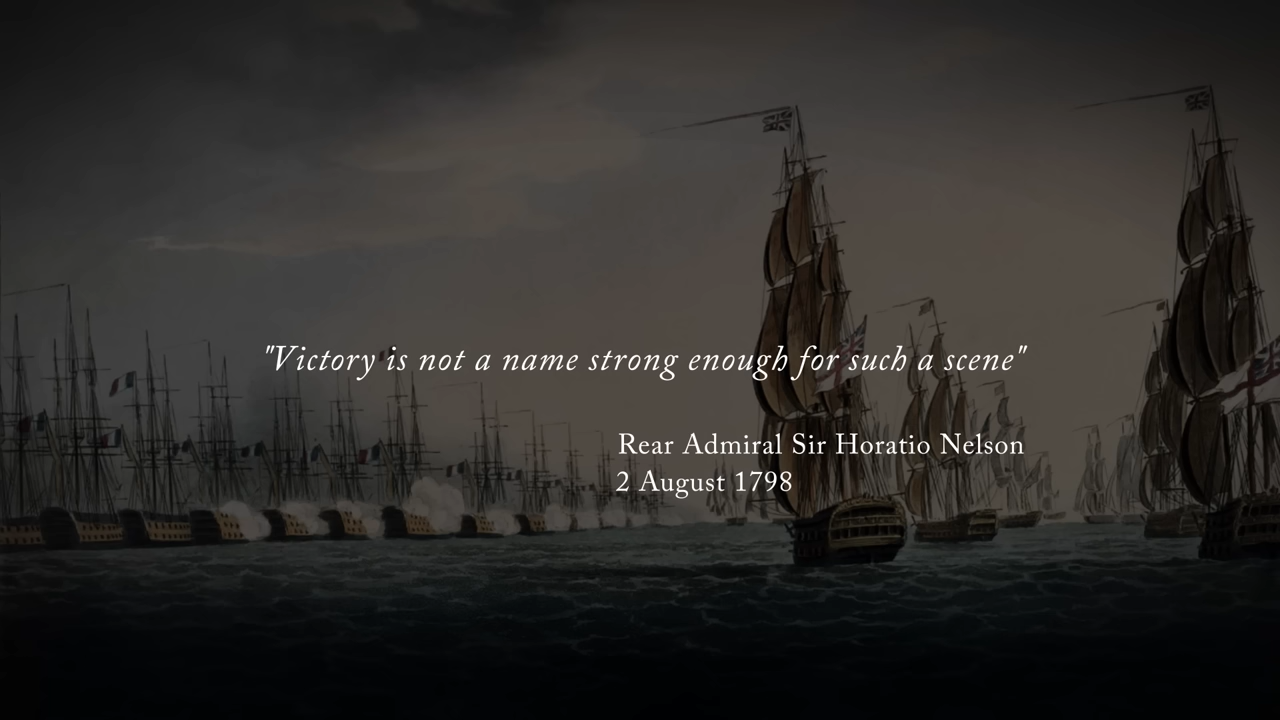 "Victory is not a name strong enough for such a scene"
Rear Admiral Sir Horatio Nelson
2 August 1798